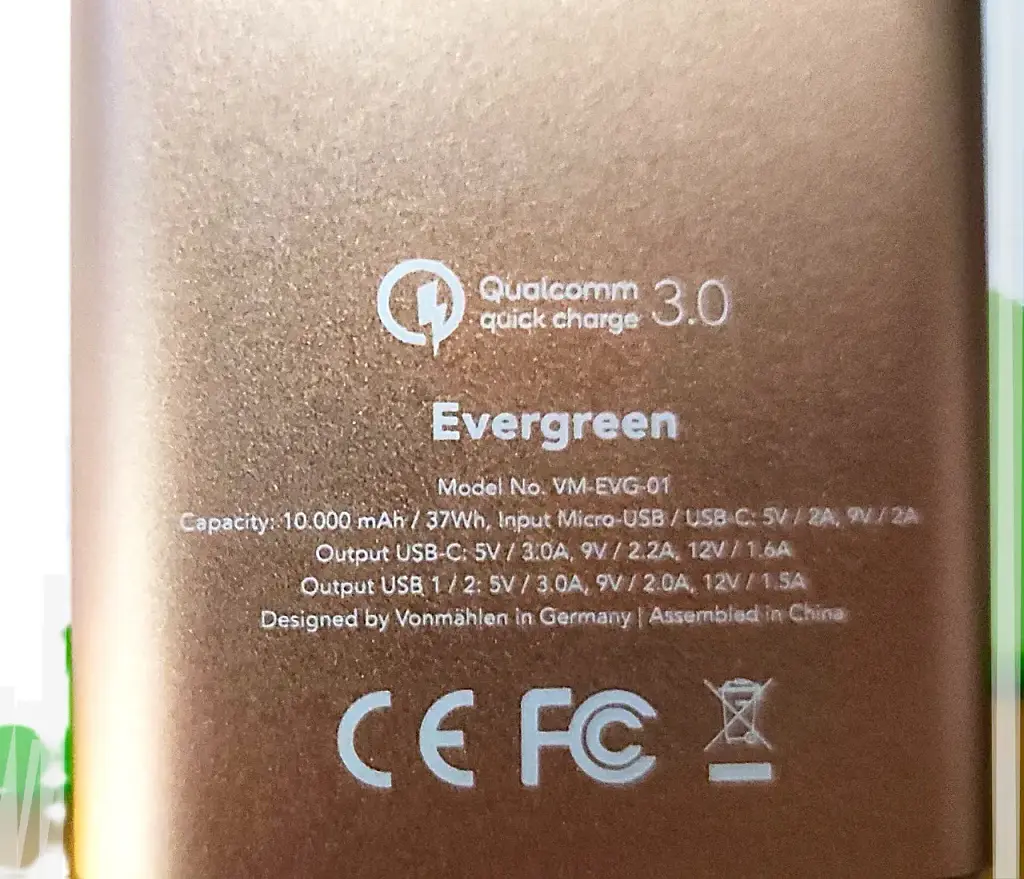 Qualcomm
quick charge 3.0
Evergreen
Model No. VM-EVG-01
Capacity: 10.000 mAh / 37Wh, Input Micro-USB / USB-C: 5V / 2A, 9V / 2A
Output USB-C: 5V / 3.0A, 9V / 2.2A, 12V / 1.6A
Output USB 1 / 2: 5V / 3.0A, 9V / 2.0A, 12V / 1.5A
Designed by Vonmählen in Germany | Assembled in China
CE FC